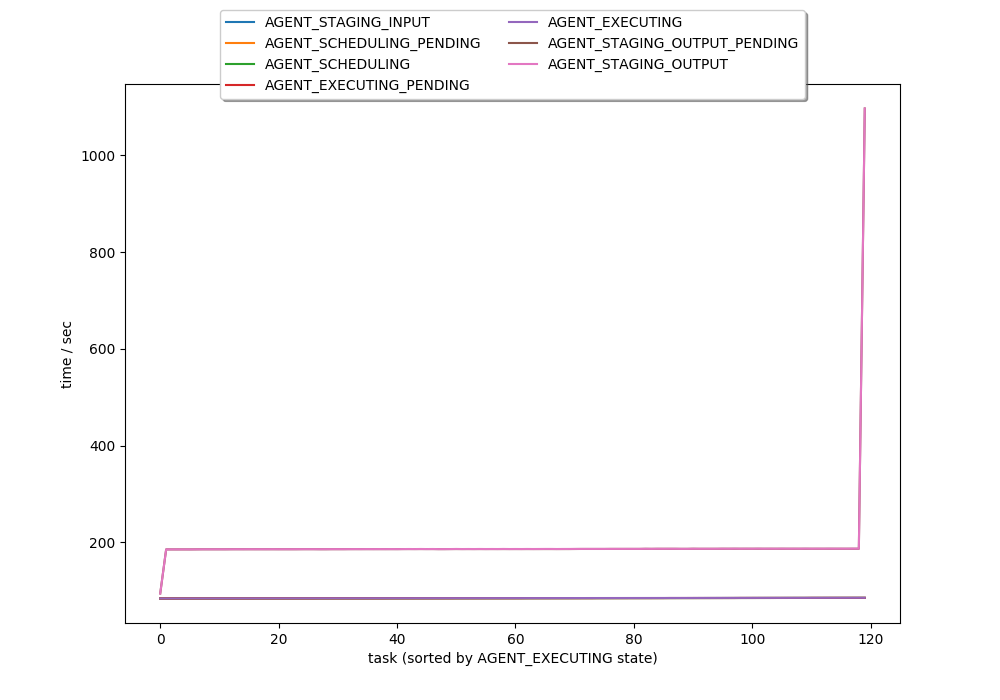 AGENT_STAGING_INPUT
AGENT_SCHEDULING_PENDING
AGENT_SCHEDULING
AGENT_EXECUTING_PENDING
AGENT_EXECUTING
AGENT_STAGING_OUTPUT_PENDING
AGENT_STAGING_OUTPUT
1000
800
600
400
200
time / sec
0 20 40 60 80 100 120
task (sorted by AGENT_EXECUTING state)